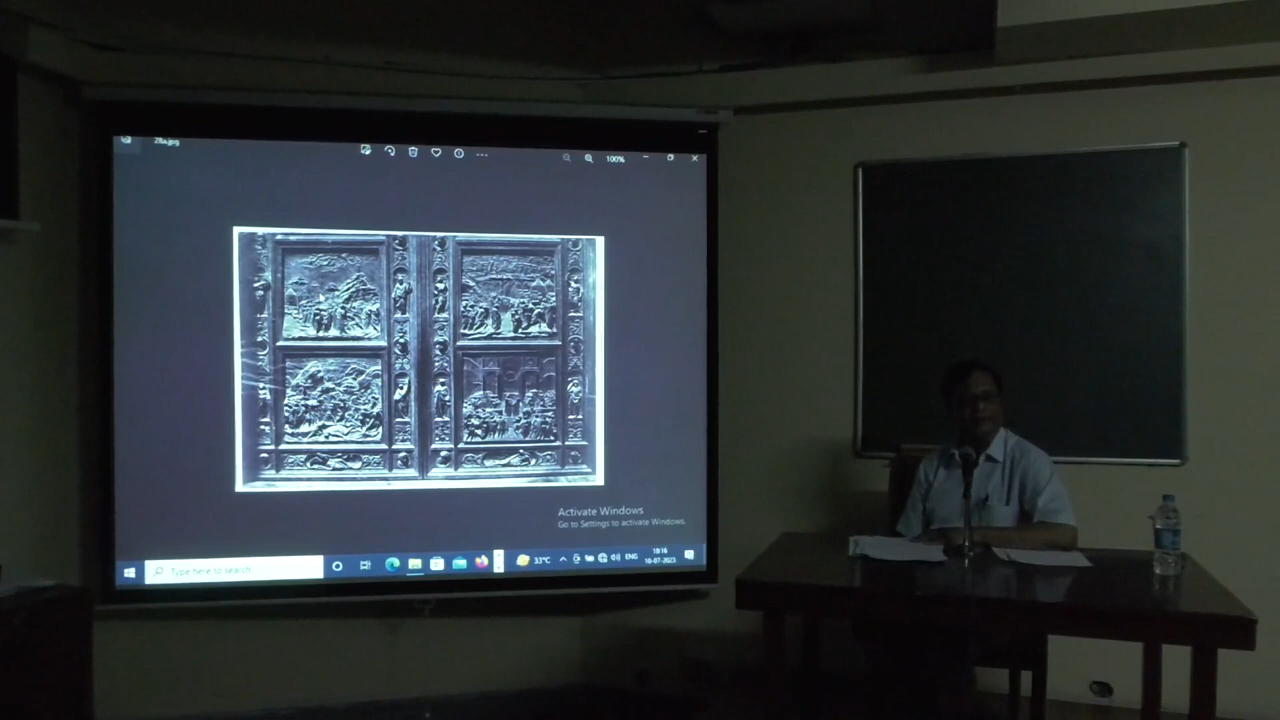 28a.jpg
100%
Activate Windows
Go to Settings to activate Windows.
Type here to search
33°C
ENG
18:16
10-07-2023